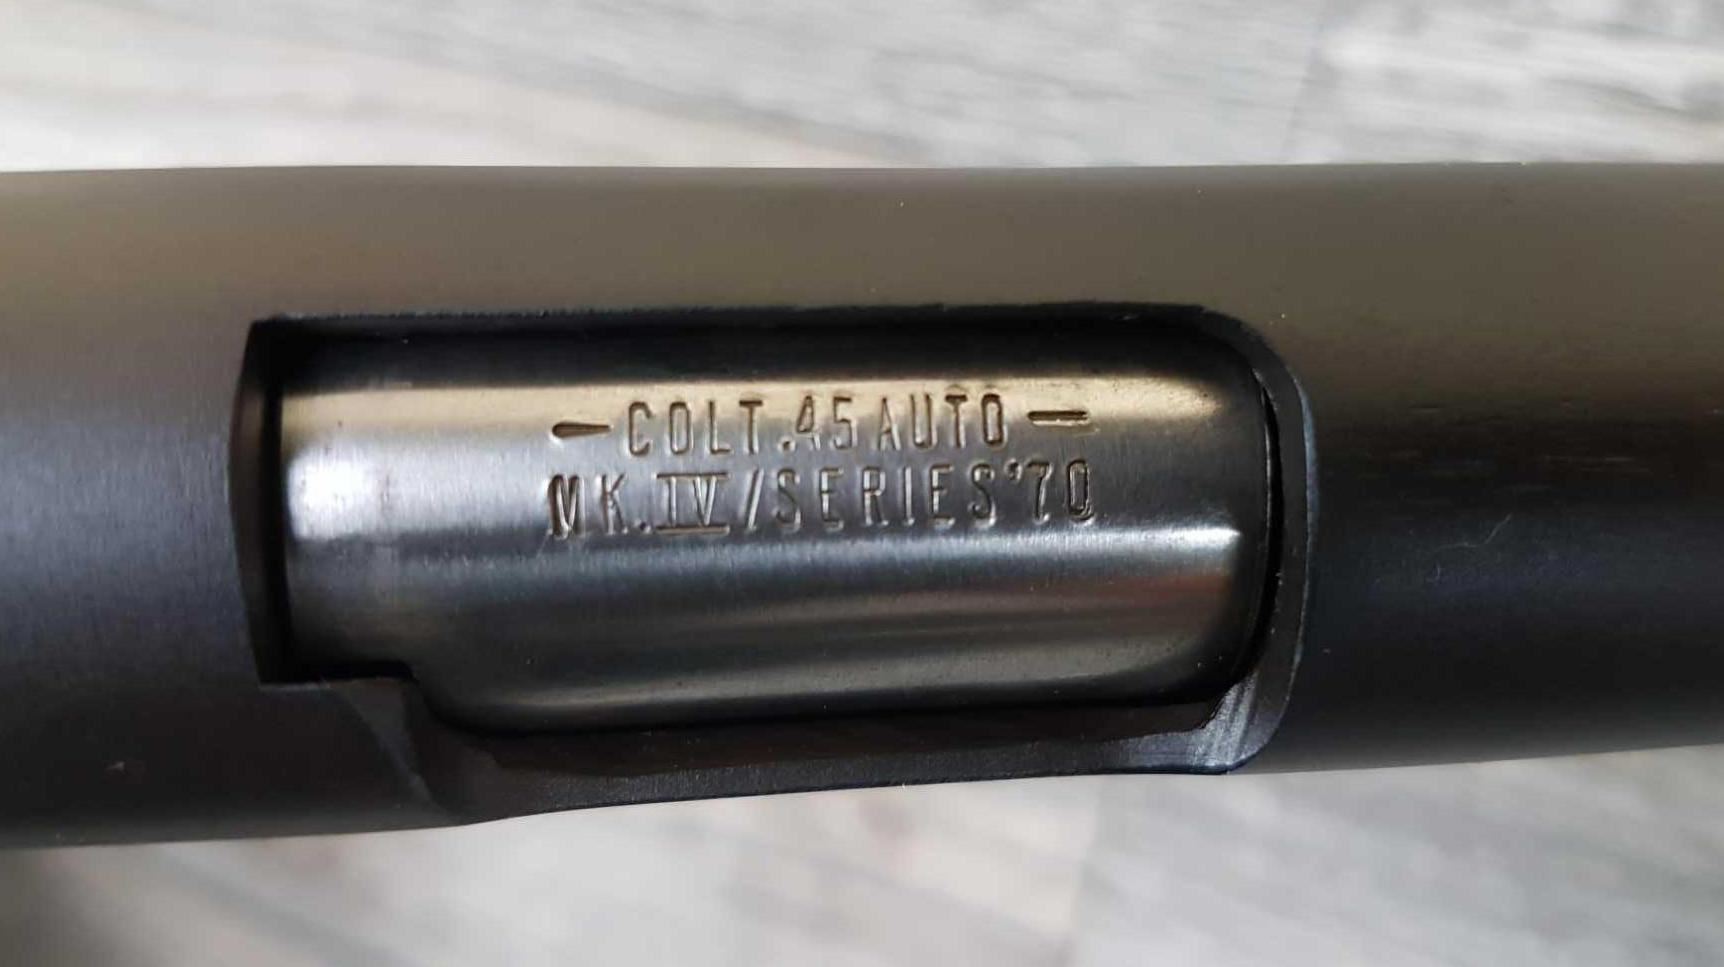 - COLT .45 AUTO -
MK. IV / SERIES '70